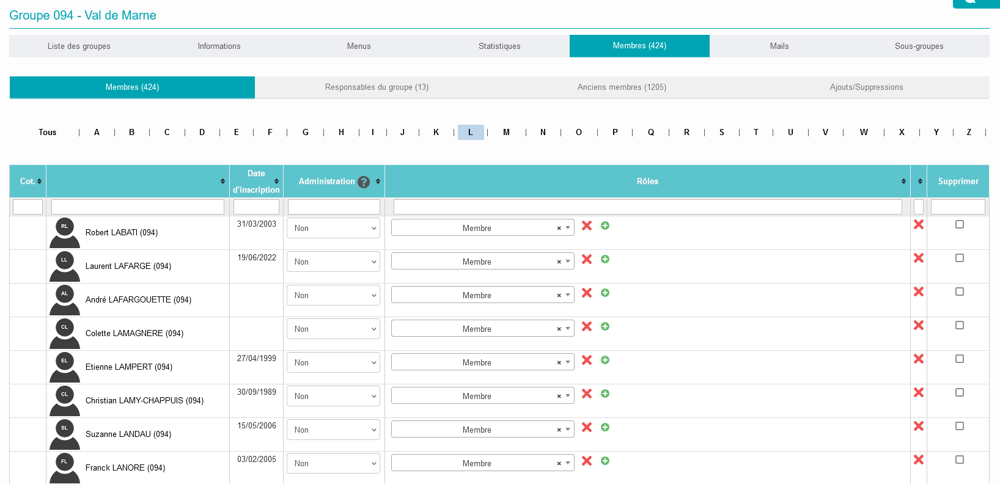 Groupe 094 - Val de Marne
Liste des groupes Informations Menus Statistiques Membres (424) Mails Sous-groupes
Membres (424) Responsables du groupe (13) Anciens membres (1205) Ajouts/Suppressions
Tous | A | B | C | D | E | F | G | H | I | J | K | L | M | N | O | P | Q | R | S | T | U | V | W | X | Y | Z |
Cot. Date d'inscription Administration ? Rôles Supprimer
RL Robert LABATI (094) 31/03/2003 Non Membre ×
LL Laurent LAFARGE (094) 19/06/2022 Non Membre ×
AL André LAFARGOUETTE (094) Non Membre ×
CL Colette LAMAGNERE (094) Non Membre ×
EL Etienne LAMPERT (094) 27/04/1999 Non Membre ×
CL Christian LAMY-CHAPPUIS (094) 30/09/1989 Non Membre ×
SL Suzanne LANDAU (094) 15/05/2006 Non Membre ×
FL Franck LANORE (094) 03/02/2005 Non Membre ×